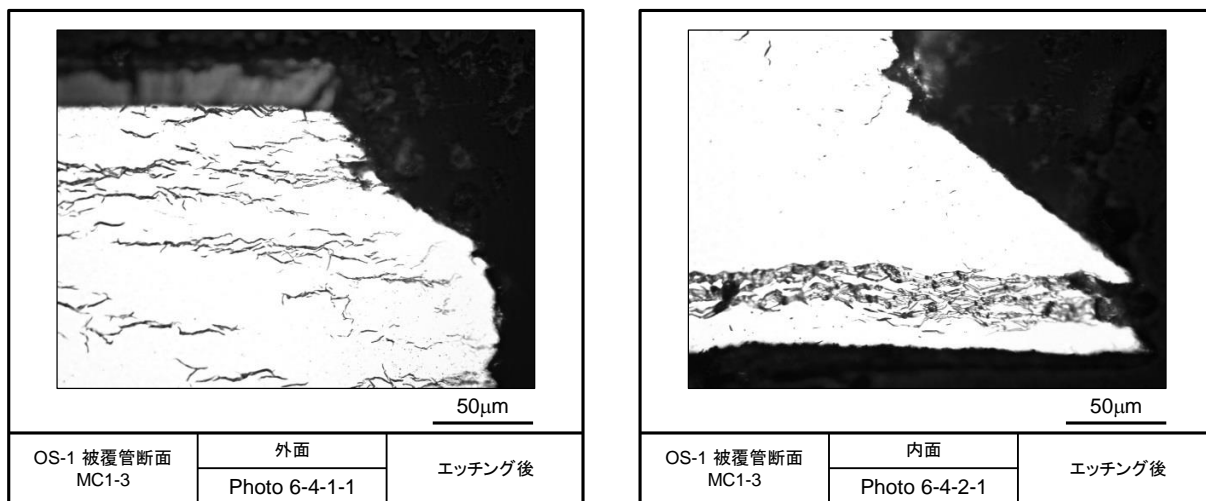 50μm
OS-1 被覆管断面
MC1-3
外面
Photo 6-4-1-1
エッチング後
50μm
OS-1 被覆管断面
MC1-3
内面
Photo 6-4-2-1
エッチング後